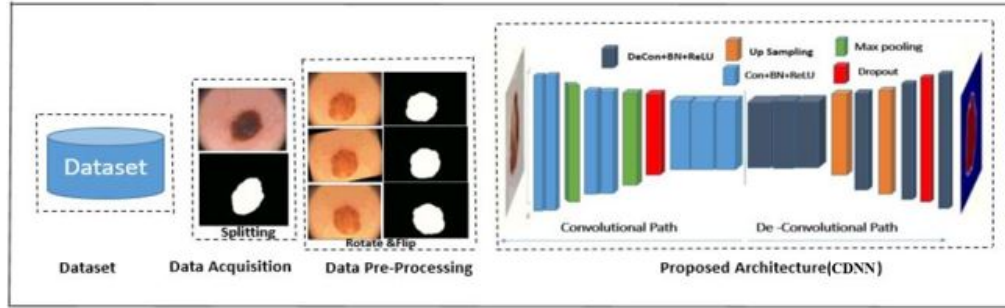 DeCon+BN+ReLU
Up Sampling
Max pooling
Con+BN+ReLU
Dropout
Dataset
Splitting
Rotate &Flip
Convolutional Path
De -Convolutional Path
Dataset
Data Acquisition
Data Pre-Processing
Proposed Architecture(CDNN)